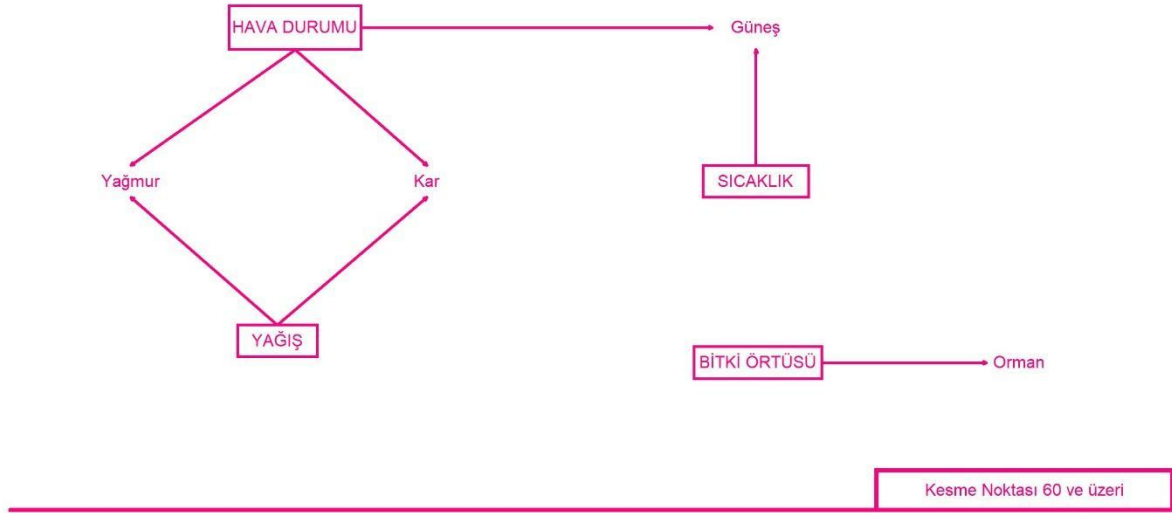 HAVA DURUMU
Güneş
Yağmur
Kar
SICAKLIK
YAĞIŞ
BİTKİ ÖRTÜSÜ
Orman
Kesme Noktası 60 ve üzeri